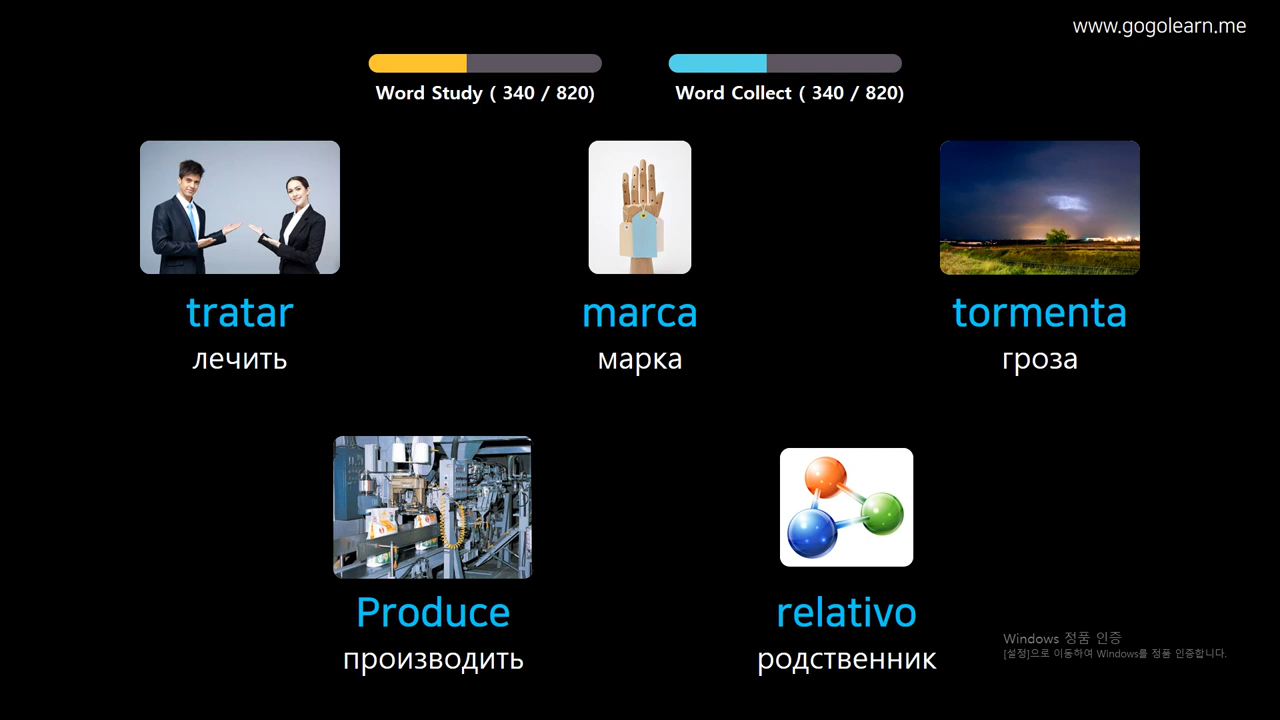 www.gogolearn.me
Word Study ( 340 / 820)
Word Collect ( 340 / 820)
tratar
лечить
marca
марка
tormenta
гроза
Produce
производить
relativo
родственник
Windows 정품 인증
[설정]으로 이동하여 Windows를 정품 인증합니다.